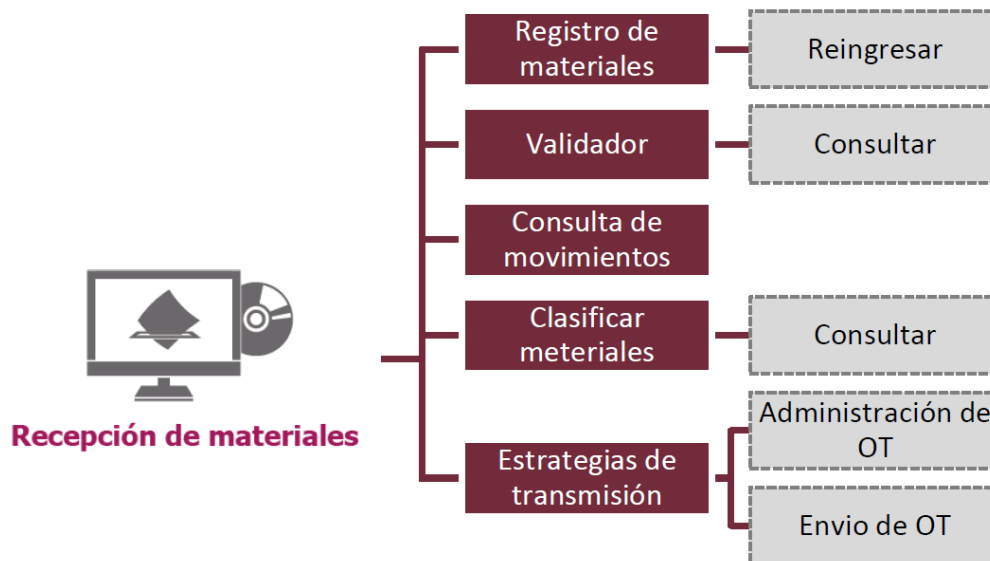 Registro de
materiales
Reingresar
Validador
Consultar
Consulta de
movimientos
Clasificar
meteriales
Consultar
Recepción de materiales
Estrategias de
transmisión
Administración de
OT
Envio de OT